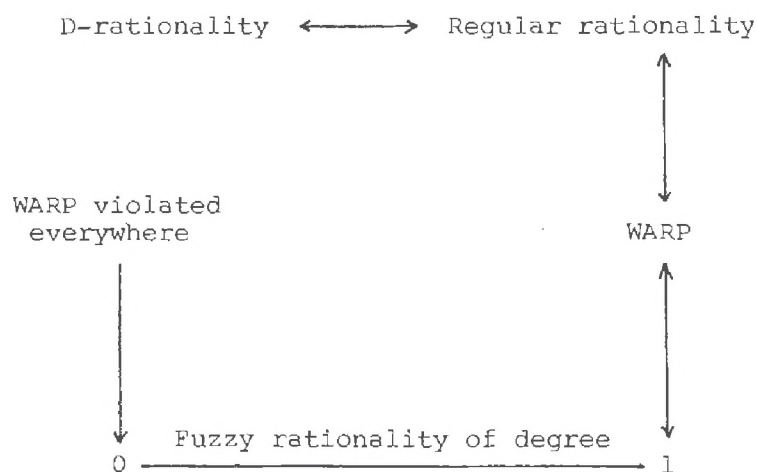 D-rationality Regular rationality
WARP violated
everywhere WARP
Fuzzy rationality of degree
0 1